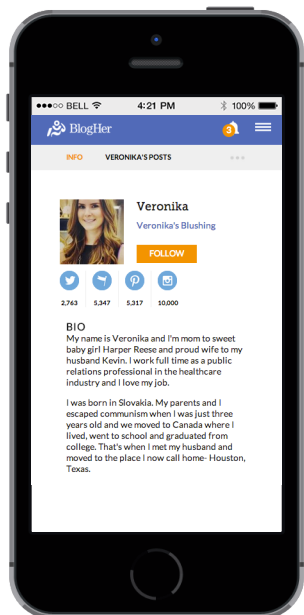 BELL 4:21 PM 100%
BlogHer 3
INFO VERONIKA'S POSTS
Veronika
Veronika's Blushing
FOLLOW
2,763 5,347 5,317 10,000
BIO
My name is Veronika and I'm mom to sweet
baby girl Harper Reese and proud wife to my
husband Kevin. I work full time as a public
relations professional in the healthcare
industry and I love my job.
I was born in Slovakia. My parents and I
escaped communism when I was just three
years old and we moved to Canada where I
lived, went to school and graduated from
college. That's when I met my husband and
moved to the place I now call home- Houston,
Texas.